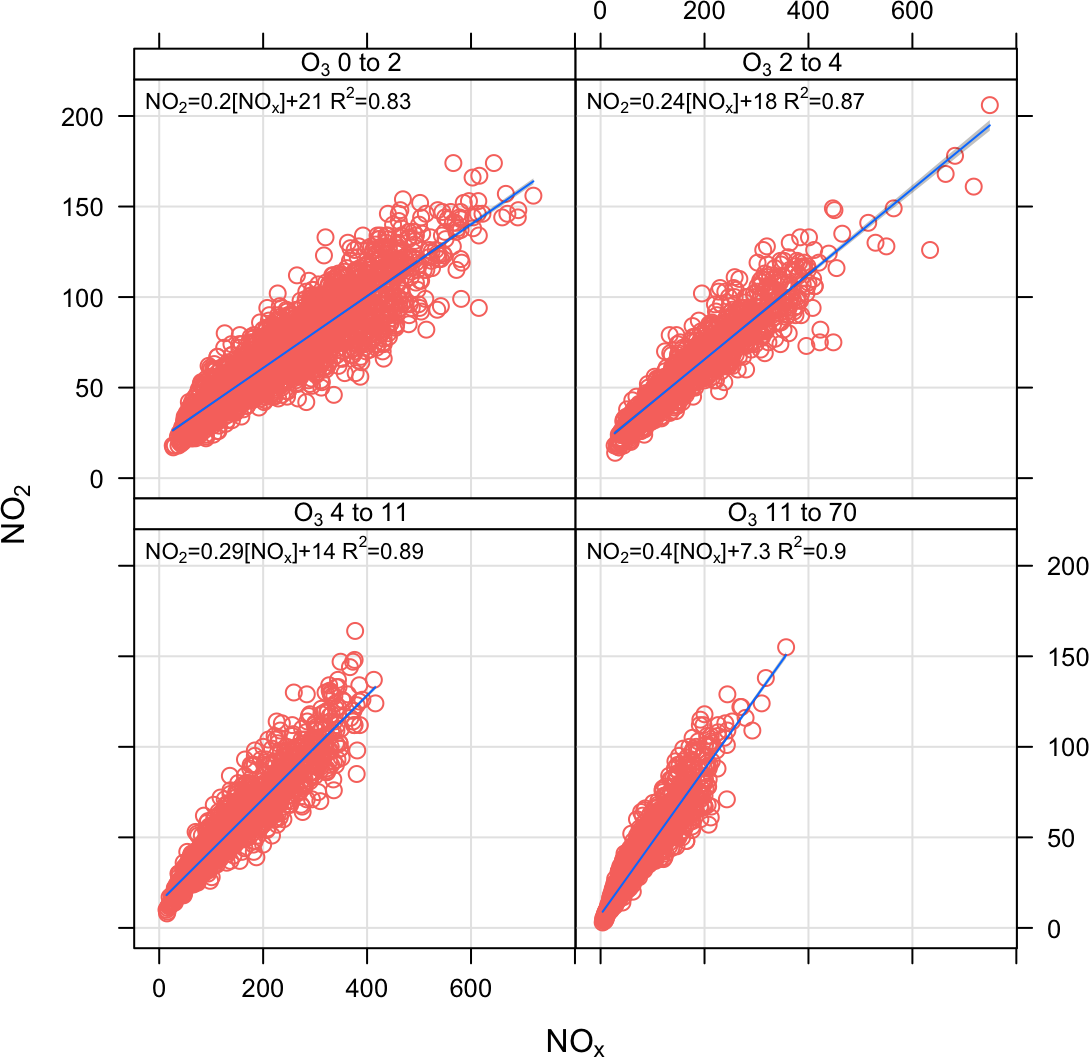 0 200 400 600
O₃ 0 to 2
O₃ 2 to 4
NO₂=0.2[NOₓ]+21 R²=0.83
NO₂=0.24[NOₓ]+18 R²=0.87
200
150
100
50
0
NO₂
O₃ 4 to 11
O₃ 11 to 70
NO₂=0.29[NOₓ]+14 R²=0.89
NO₂=0.4[NOₓ]+7.3 R²=0.9
200
150
100
50
0
0 200 400 600
NOₓ